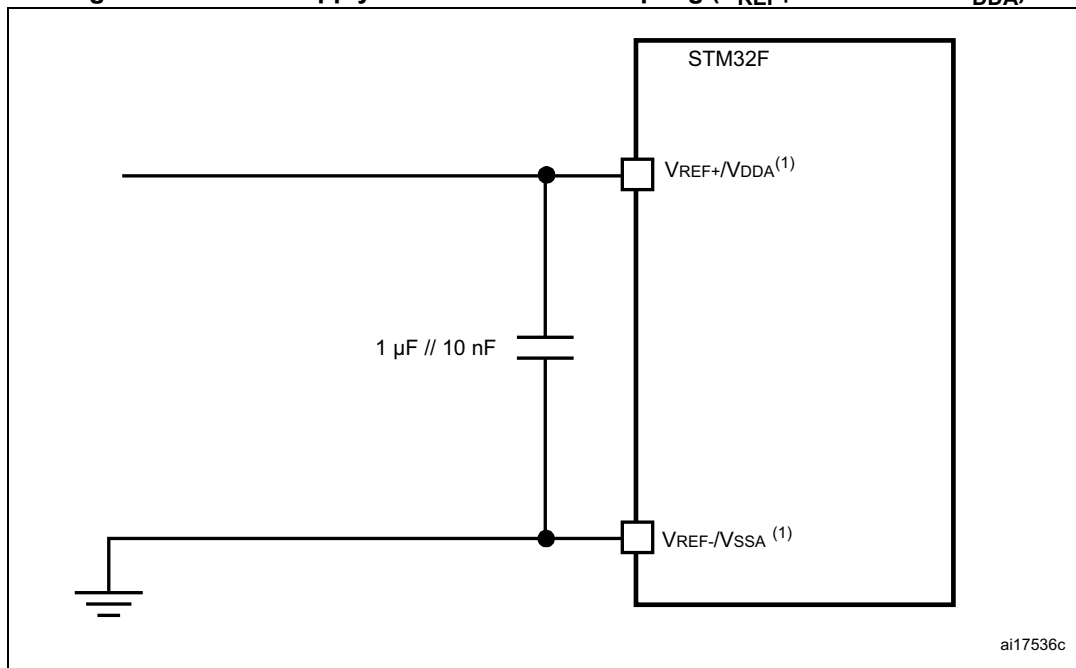 STM32F
VREF+/VDDA(1)
1 µF // 10 nF
VREF-/VSSA (1)
ai17536c